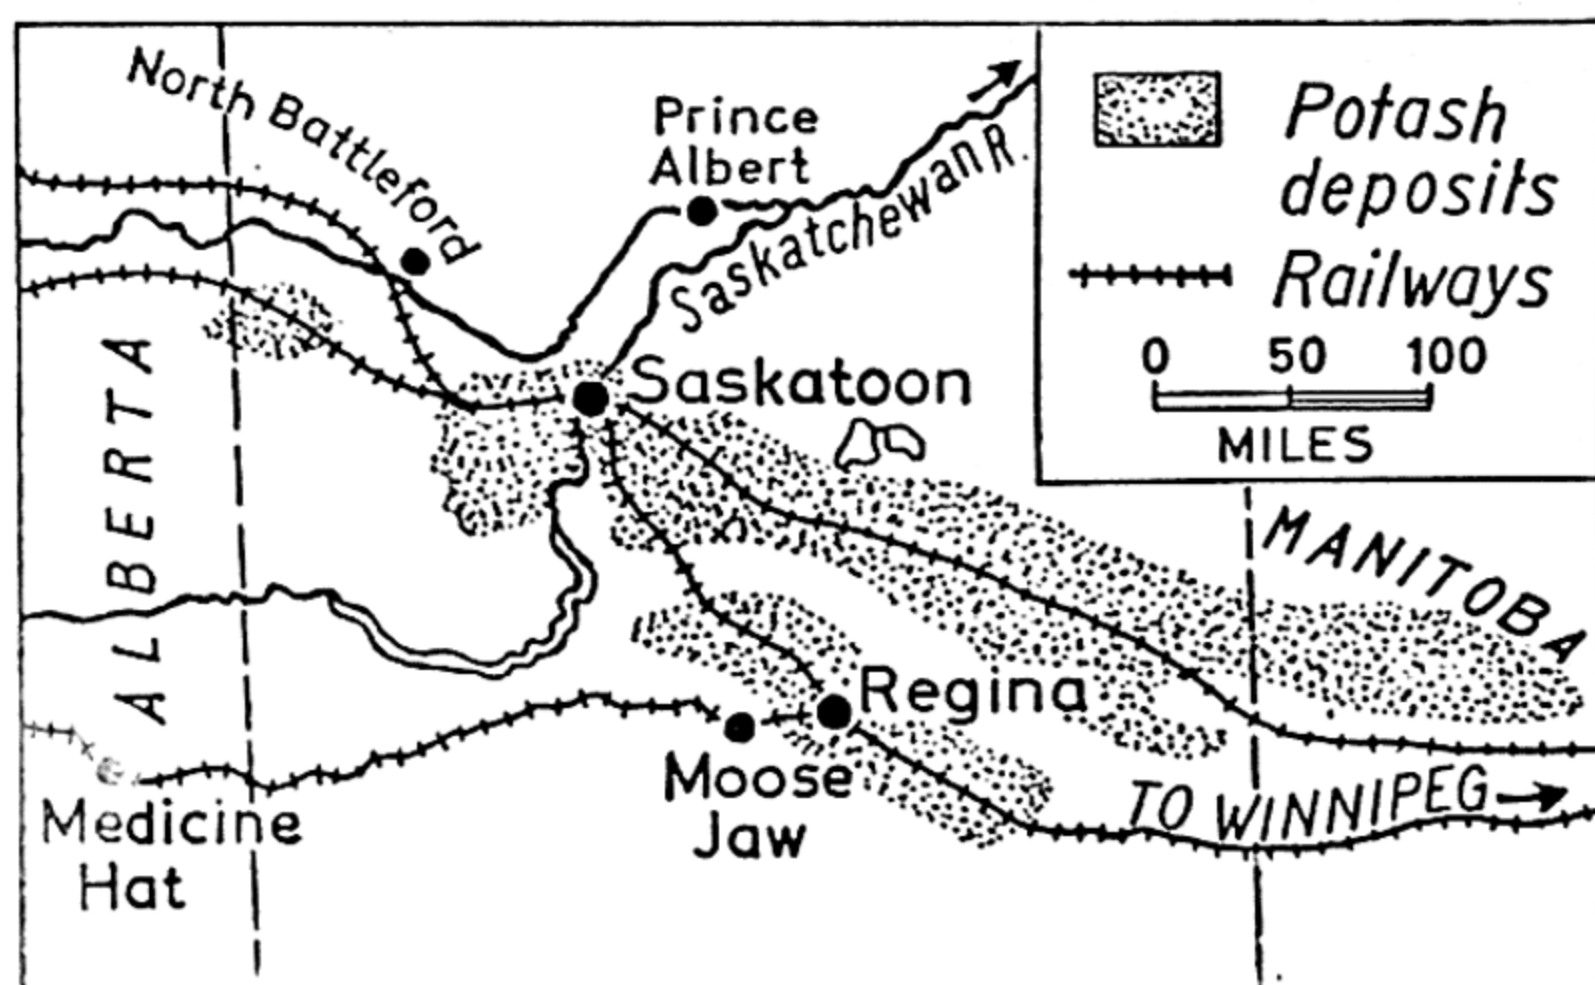 North Battleford
Prince
Albert
Saskatchewan R.
Potash
deposits
Railways
0 50 100
MILES
Saskatoon
ALBERTA
MANITOBA
Regina
Moose
Jaw
Medicine
Hat
TO WINNIPEG